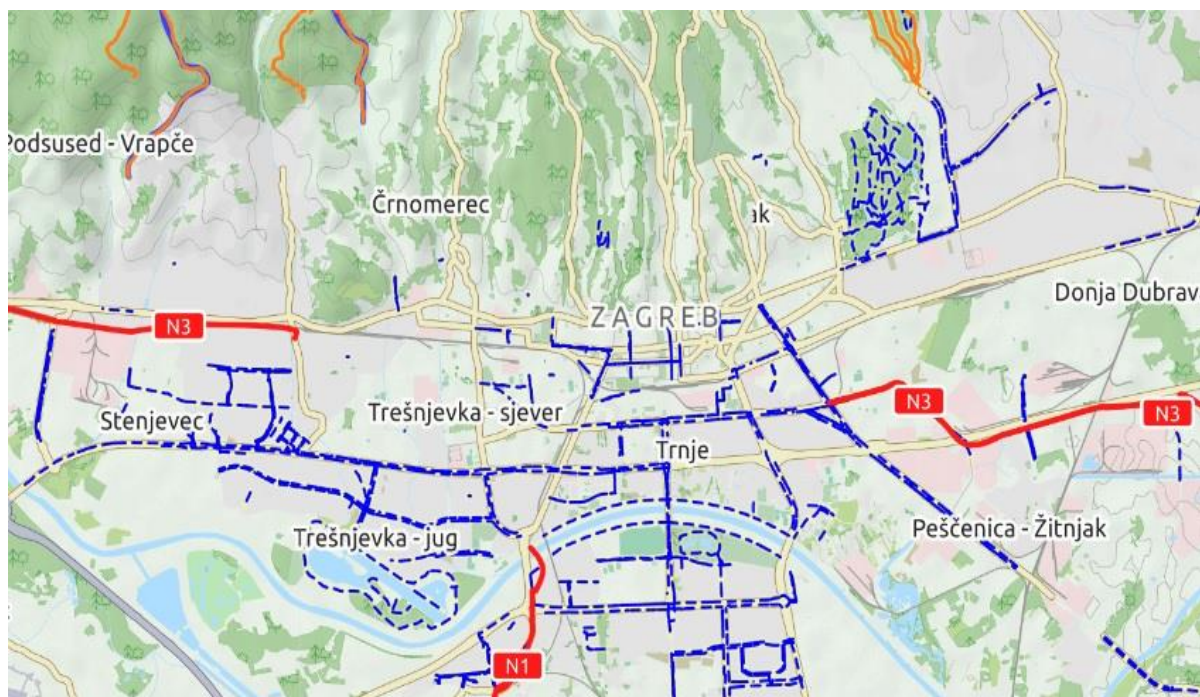 Podsused - Vrapče
Črnomerec
ak
ZAGREB
Donja Dubrav
N3
N3
N3
Stenjevec
Trešnjevka - sjever
Trnje
Trešnjevka - jug
Peščenica - Žitnjak
N1